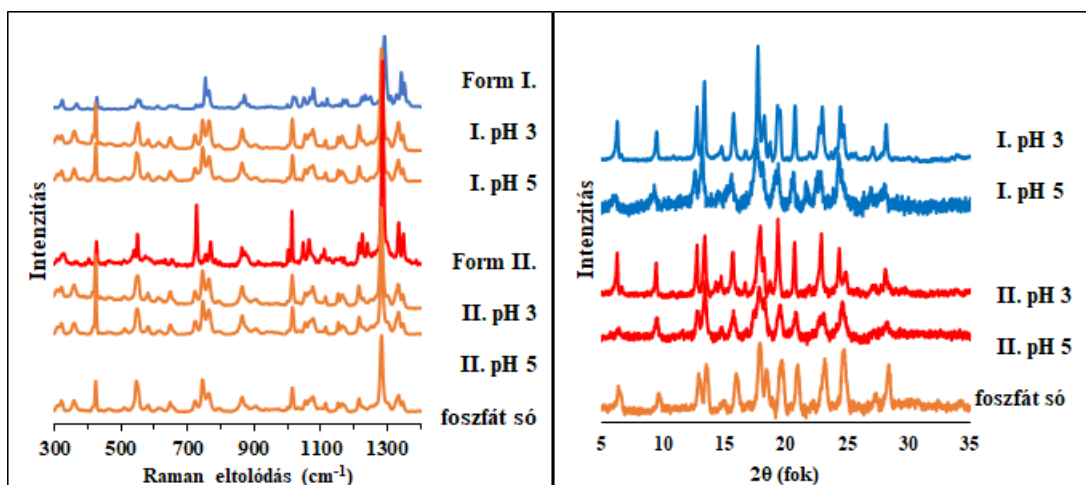 Form I.
I. pH 3
I. pH 5
Form II.
II. pH 3
II. pH 5
foszfát só
Intenzitás
300 500 700 900 1100 1300
Raman eltolódás (cm⁻¹)
I. pH 3
I. pH 5
II. pH 3
II. pH 5
foszfát só
Intenzitás
5 10 15 20 25 30 35
2θ (fok)